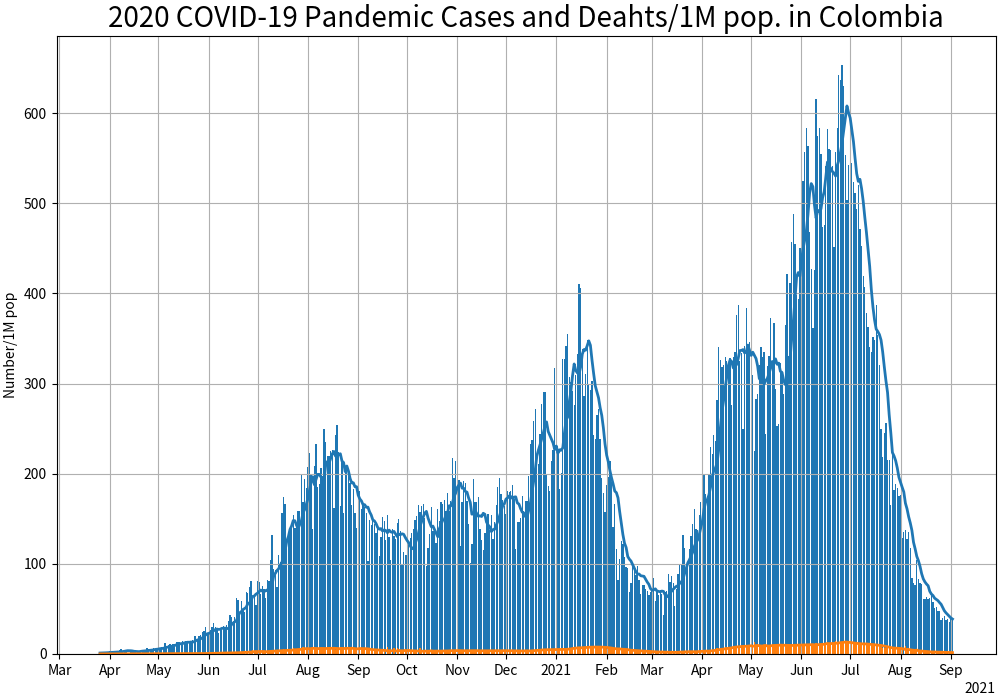 2020 COVID-19 Pandemic Cases and Deahts/1M pop. in Colombia
Number/1M pop
600
500
400
300
200
100
0
Mar Apr May Jun Jul Aug Sep Oct Nov Dec 2021 Feb Mar Apr May Jun Jul Aug Sep
2021